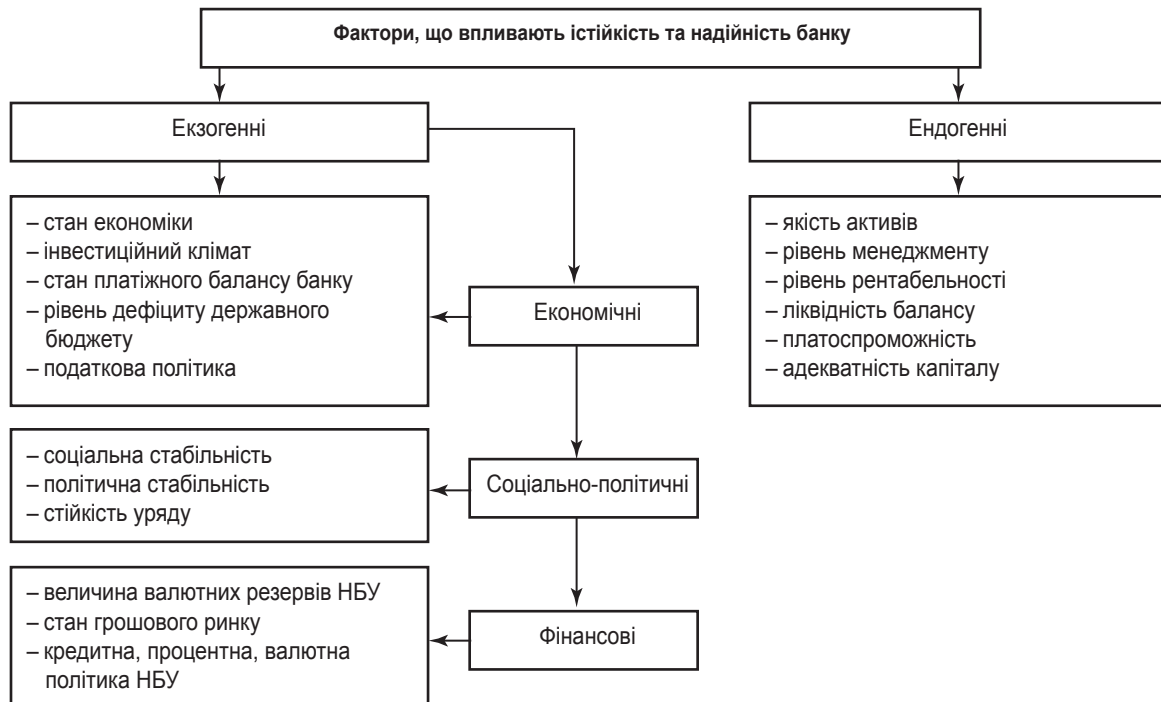 Фактори, що впливають істійкість та надійність банку
Екзогенні
Ендогенні
– стан економіки
– інвестиційний клімат
– стан платіжного балансу банку
– рівень дефіциту державного
бюджету
– податкова політика
Економічні
– якість активів
– рівень менеджменту
– рівень рентабельності
– ліквідність балансу
– платоспроможність
– адекватність капіталу
– соціальна стабільність
– політична стабільність
– стійкість уряду
Соціально-політичні
– величина валютних резервів НБУ
– стан грошового ринку
– кредитна, процентна, валютна
політика НБУ
Фінансові